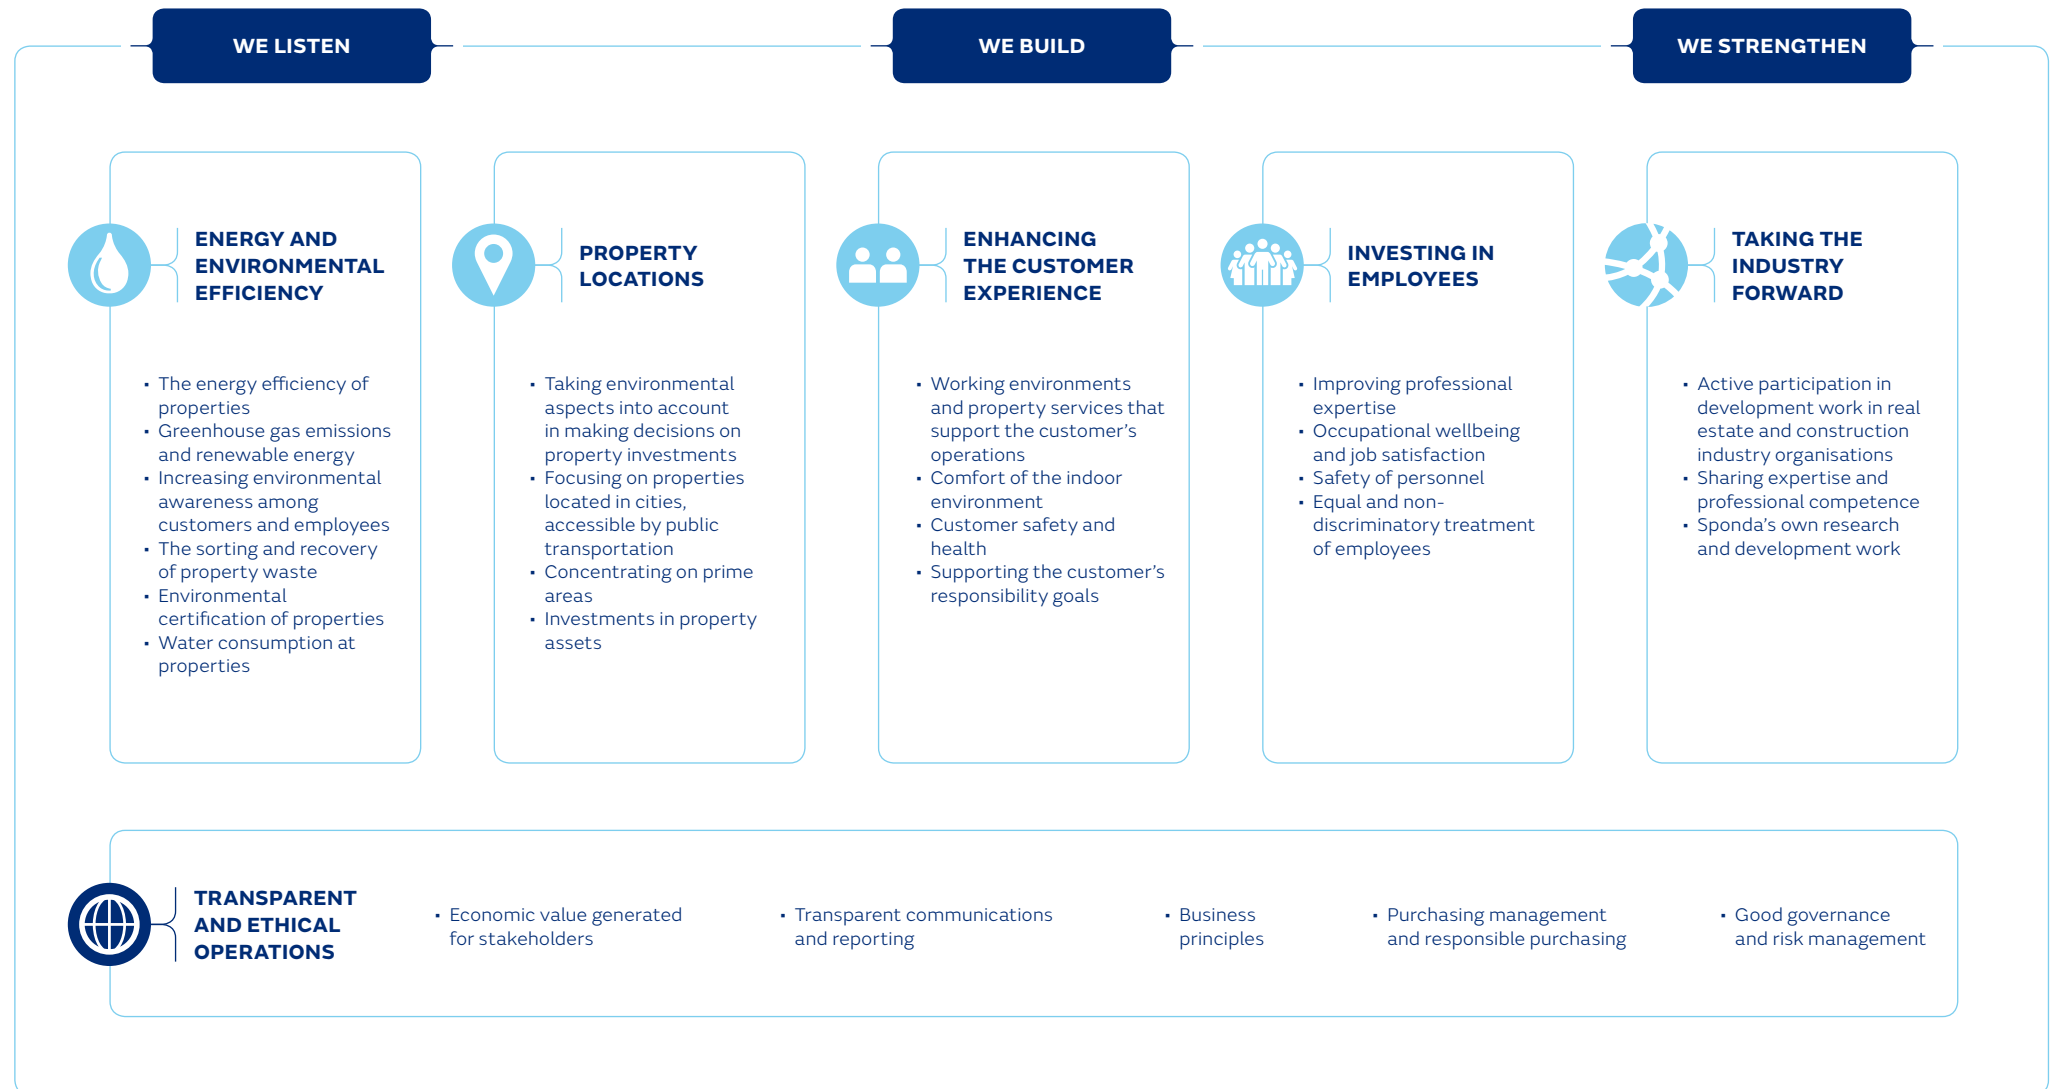 WE LISTEN
WE BUILD
WE STRENGTHEN
ENERGY AND
ENVIRONMENTAL
EFFICIENCY
▪ The energy efficiency of
properties
▪ Greenhouse gas emissions
and renewable energy
▪ Increasing environmental
awareness among
customers and employees
▪ The sorting and recovery
of property waste
▪ Environmental
certification of properties
▪ Water consumption at
properties
PROPERTY
LOCATIONS
▪ Taking environmental
aspects into account
in making decisions on
property investments
▪ Focusing on properties
located in cities,
accessible by public
transportation
▪ Concentrating on prime
areas
▪ Investments in property
assets
ENHANCING
THE CUSTOMER
EXPERIENCE
▪ Working environments
and property services that
support the customer’s
operations
▪ Comfort of the indoor
environment
▪ Customer safety and
health
▪ Supporting the customer’s
responsibility goals
INVESTING IN
EMPLOYEES
▪ Improving professional
expertise
▪ Occupational wellbeing
and job satisfaction
▪ Safety of personnel
▪ Equal and non-
discriminatory treatment
of employees
TAKING THE
INDUSTRY
FORWARD
▪ Active participation in
development work in real
estate and construction
industry organisations
▪ Sharing expertise and
professional competence
▪ Sponda’s own research
and development work
TRANSPARENT
AND ETHICAL
OPERATIONS
▪ Economic value generated
for stakeholders
▪ Transparent communications
and reporting
▪ Business
principles
▪ Purchasing management
and responsible purchasing
▪ Good governance
and risk management